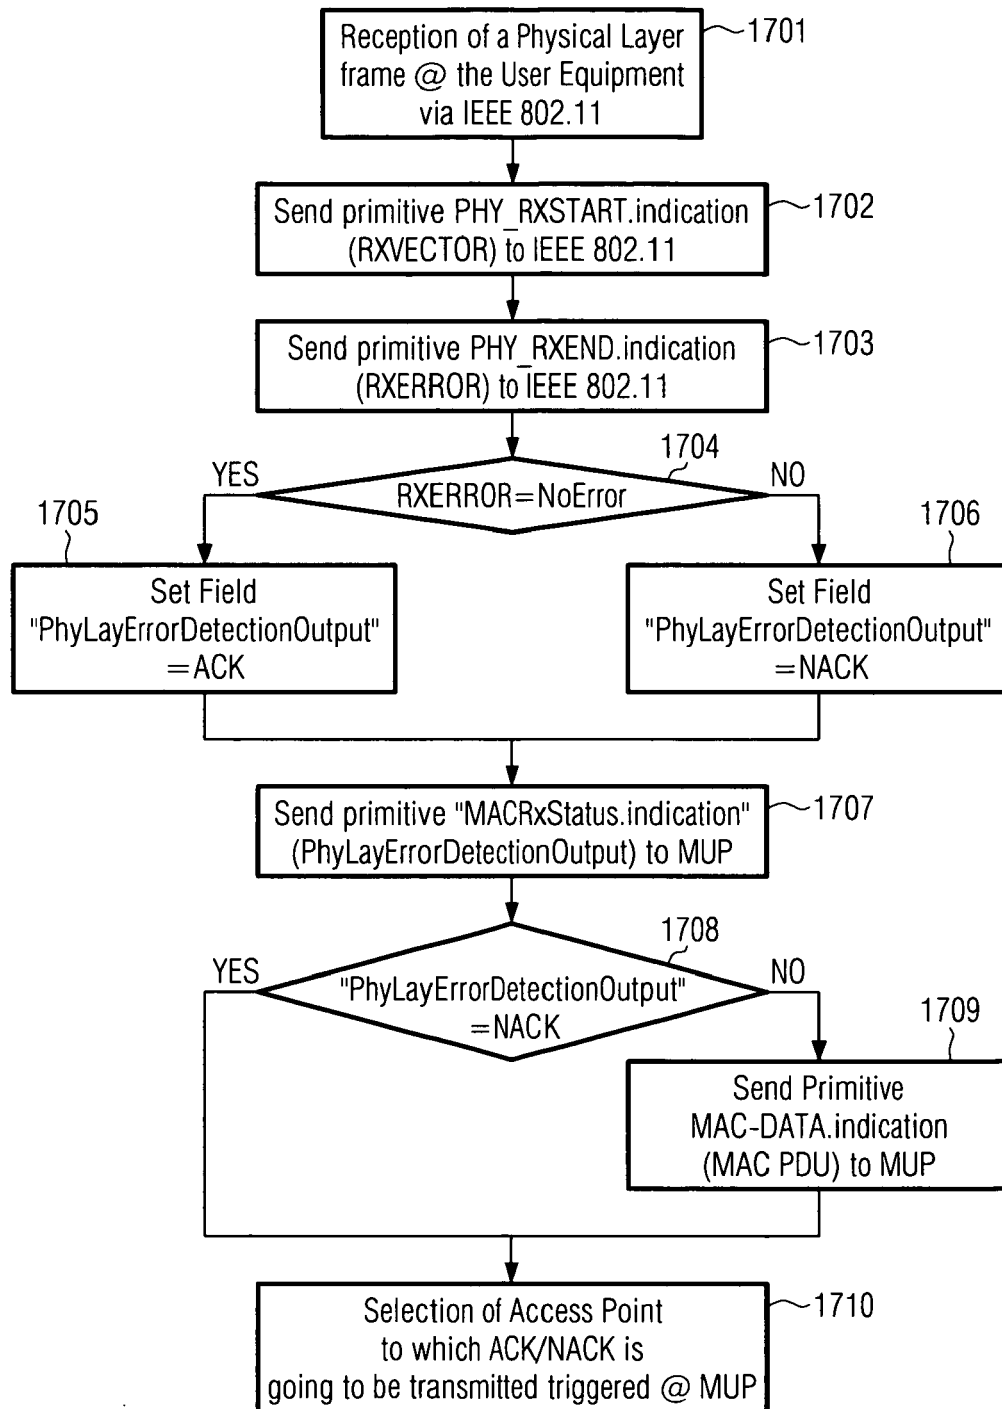 Reception of a Physical Layer
frame @ the User Equipment
via IEEE 802.11
1701
Send primitive PHY_RXSTART.indication
(RXVECTOR) to IEEE 802.11
1702
Send primitive PHY_RXEND.indication
(RXERROR) to IEEE 802.11
1703
1704
YES
RXERROR=NoError
NO
1705
1706
Set Field
"PhyLayErrorDetectionOutput"
=ACK
Set Field
"PhyLayErrorDetectionOutput"
=NACK
Send primitive "MACRxStatus.indication"
(PhyLayErrorDetectionOutput) to MUP
1707
1708
YES
"PhyLayErrorDetectionOutput"
=NACK
NO
1709
Send Primitive
MAC-DATA.indication
(MAC PDU) to MUP
Selection of Access Point
to which ACK/NACK is
going to be transmitted triggered @ MUP
1710